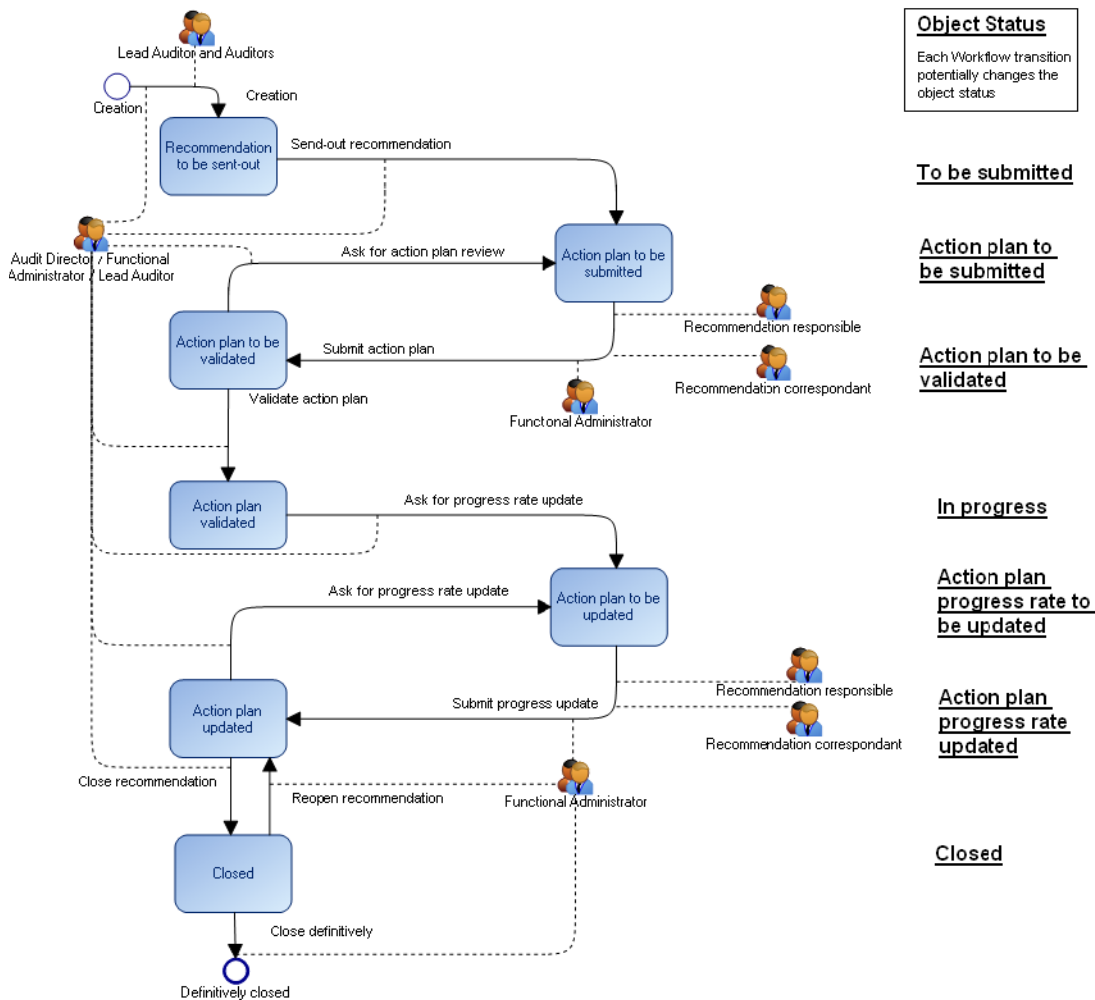 Object Status
Each Workflow transition
potentially changes the
object status
Lead Auditor and Auditors
Creation
Creation
Recommendation
to be sent-out
Send-out recommendation
To be submitted
Audit Director / Functional
Administrator / Lead Auditor
Ask for action plan review
Action plan to be
submitted
Action plan to
be submitted
Recommendation responsible
Action plan to be
validated
Submit action plan
Recommendation correspondant
Action plan to be
validated
Validate action plan
Functional Administrator
Action plan
validated
Ask for progress rate update
In progress
Ask for progress rate update
Action plan to be
updated
Action plan
progress rate to
be updated
Recommendation responsible
Action plan
updated
Submit progress update
Recommendation correspondant
Action plan
progress rate
updated
Close recommendation
Reopen recommendation
Functional Administrator
Closed
Closed
Close definitively
Definitively closed